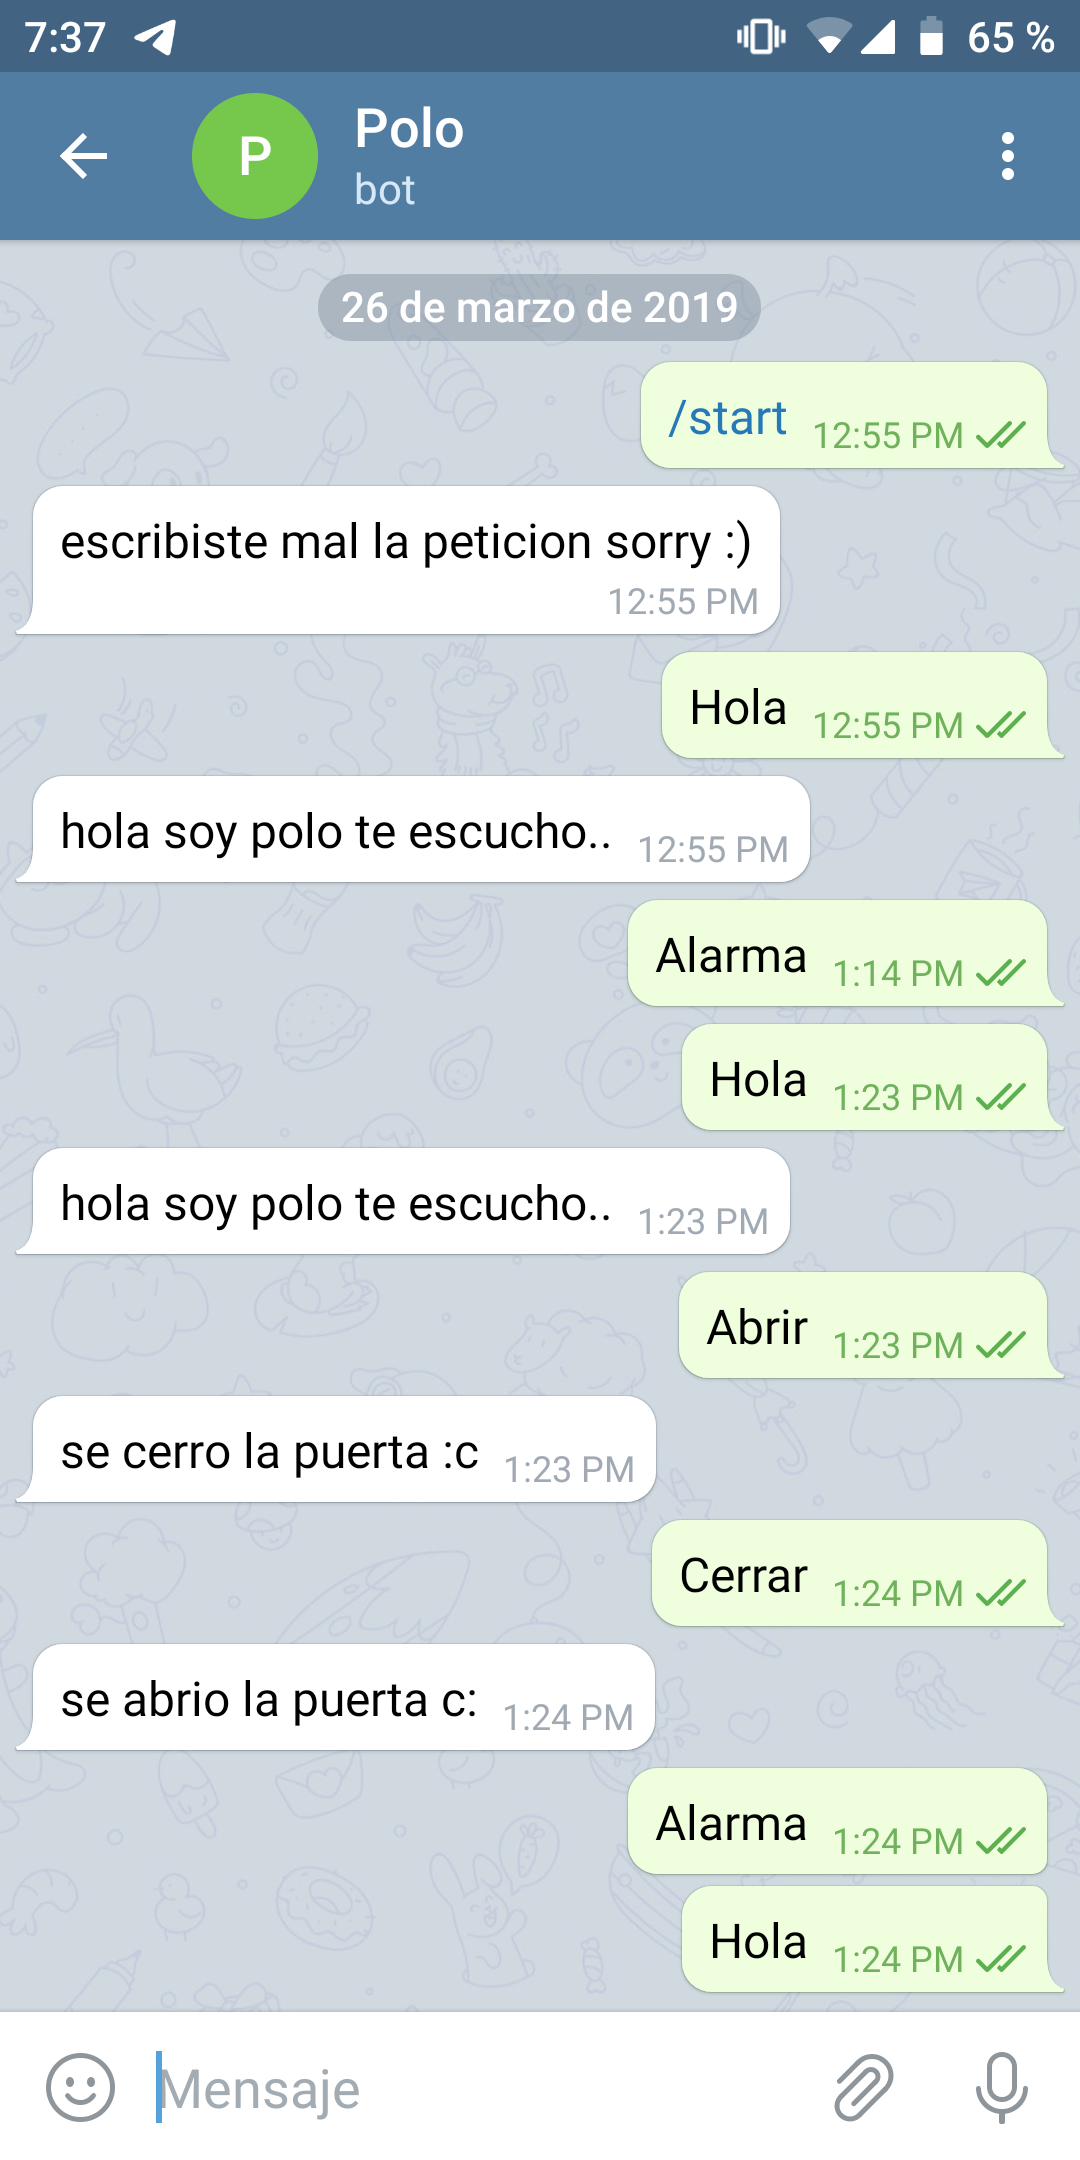 7:37 65 %
P
Polo
bot
26 de marzo de 2019
/start 12:55 PM
escribiste mal la peticion sorry :)
12:55 PM
Hola 12:55 PM
hola soy polo te escucho.. 12:55 PM
Alarma 1:14 PM
Hola 1:23 PM
hola soy polo te escucho.. 1:23 PM
Abrir 1:23 PM
se cerro la puerta :c 1:23 PM
Cerrar 1:24 PM
se abrio la puerta c: 1:24 PM
Alarma 1:24 PM
Hola 1:24 PM
Mensaje